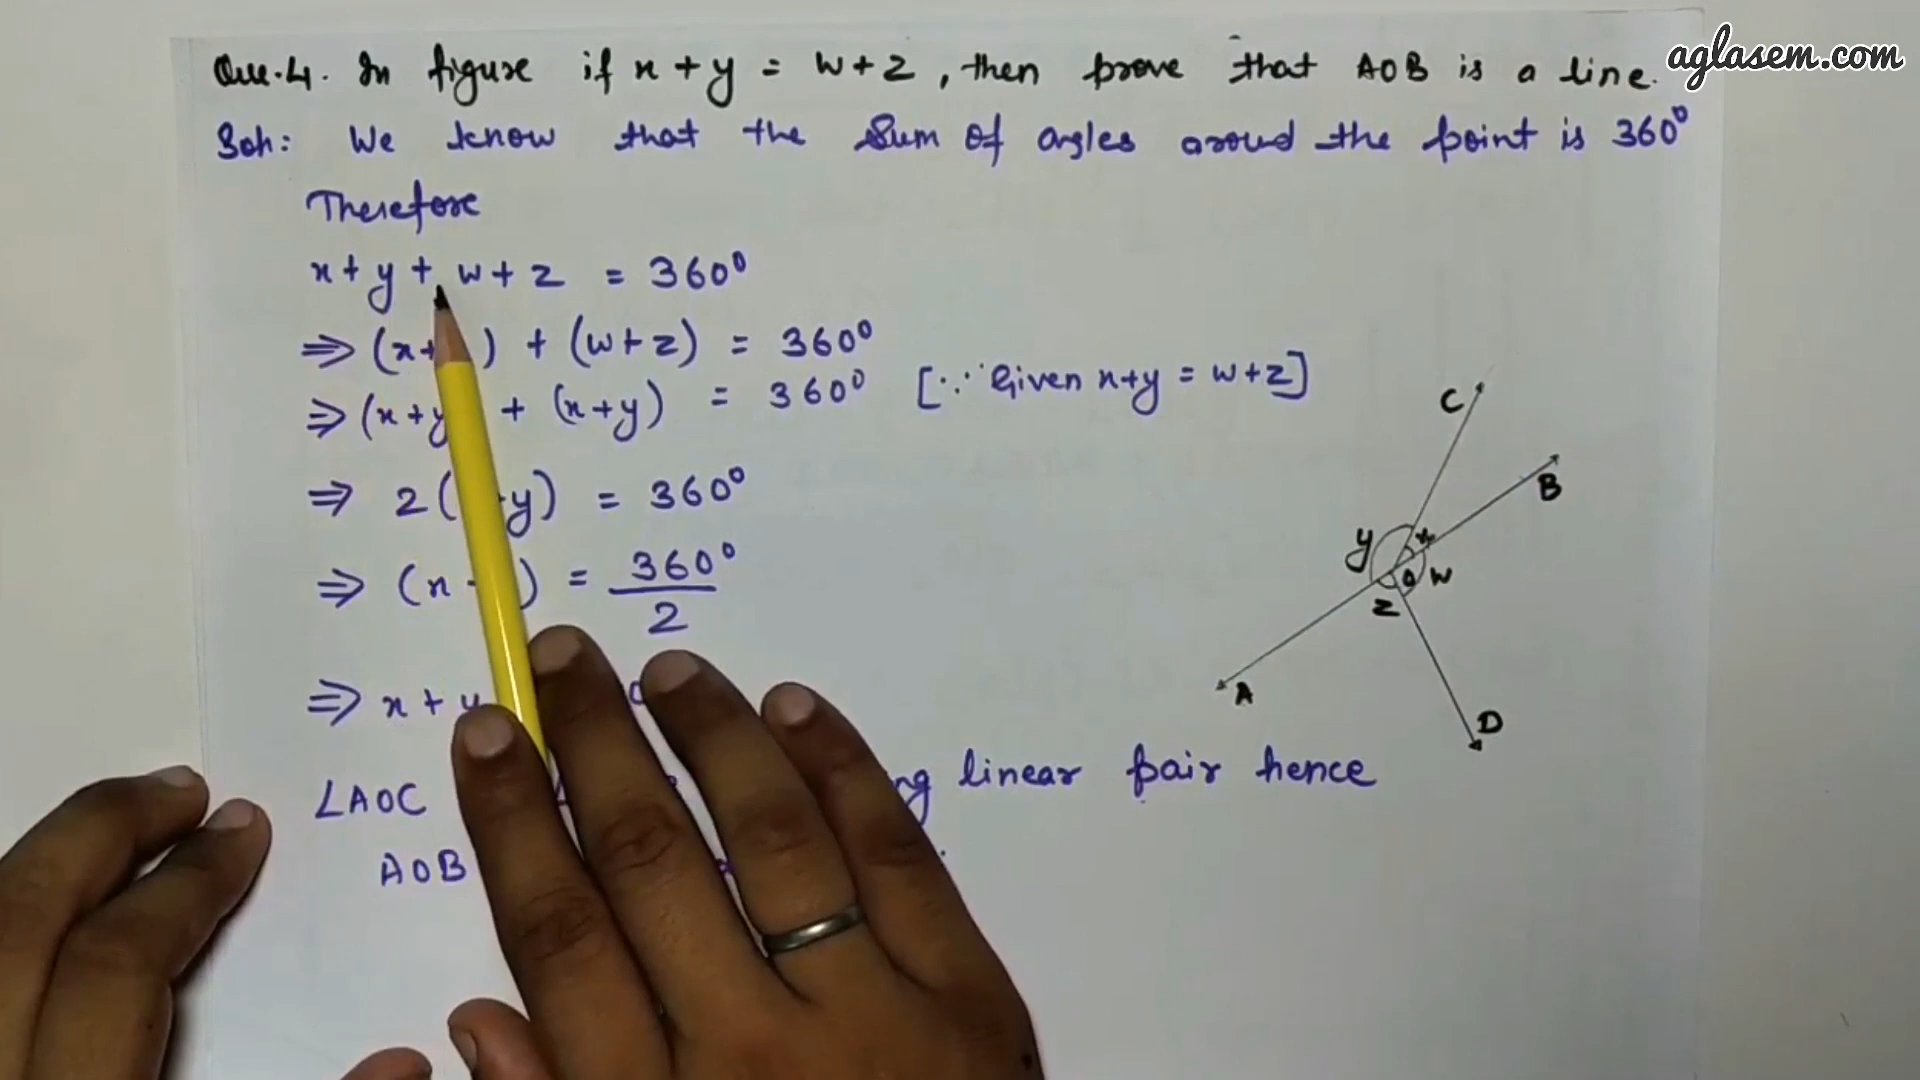 aglasem.com
Que.4. In figure if x + y = w + z, then prove that AOB is a line.
Soln: We know that the Sum of angles around the point is 360°
Therefore
x + y + w + z = 360°
⇒ (x+ ) + (w+z) = 360°
⇒ (x+y + (x+y) = 360° [∵ Given x+y = w+z]
⇒ 2( y) = 360°
⇒ (x ) = 360°
2
⇒ x + y
∠AOC linear pair hence
AOB
C
B
y
x
O
w
z
A
D